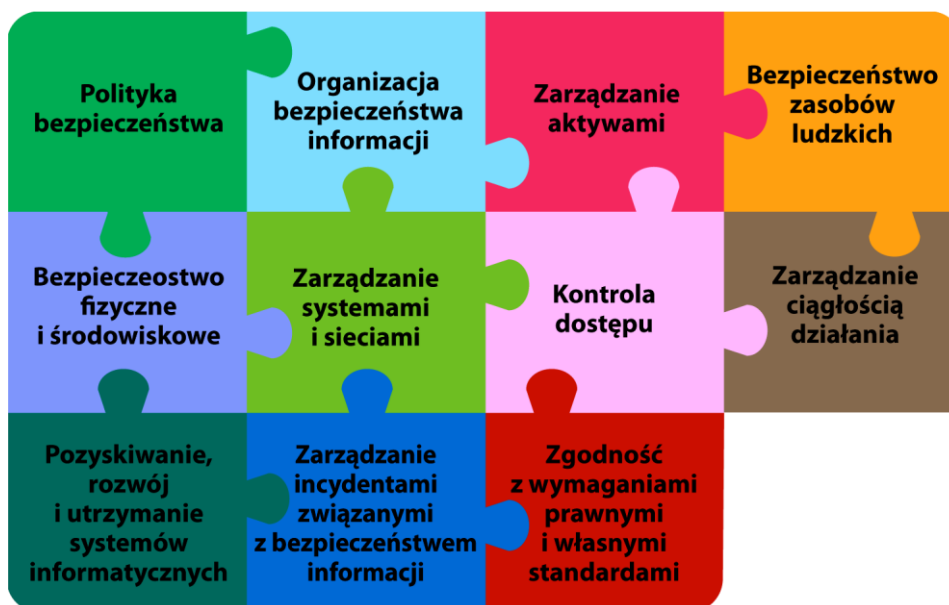 Polityka
bezpieczeństwa
Organizacja
bezpieczeństwa
informacji
Zarządzanie
aktywami
Bezpieczeństwo
zasobów
ludzkich
Bezpieczeostwo
fizyczne
i środowiskowe
Zarządzanie
systemami
i sieciami
Kontrola
dostępu
Zarządzanie
ciągłością
działania
Pozyskiwanie,
rozwój
i utrzymanie
systemów
informatycznych
Zarządzanie
incydentami
związanymi
z bezpieczeństwem
informacji
Zgodność
z wymaganiami
prawnymi
i własnymi
standardami